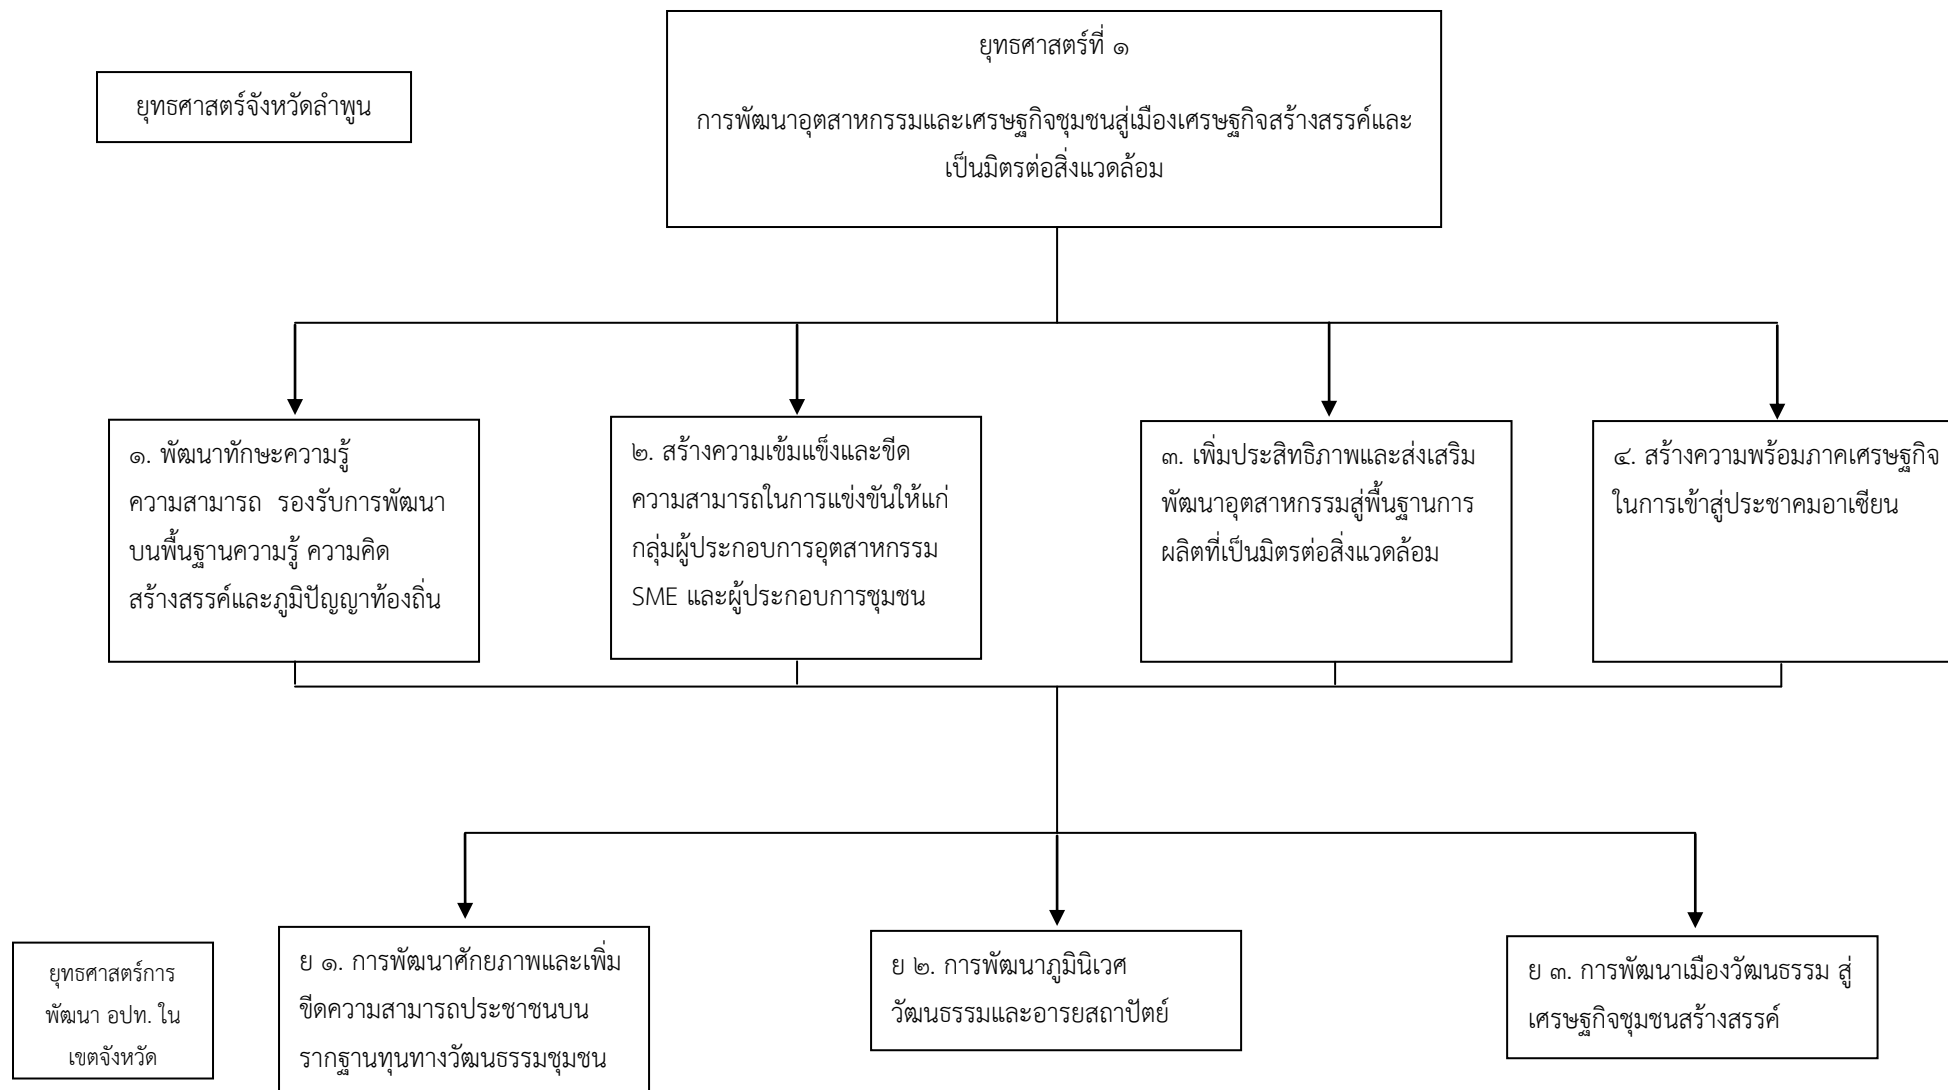 ยุทธศาสตร์จังหวัดลำพูน
ยุทธศาสตร์ที่ ๑
การพัฒนาอุตสาหกรรมและเศรษฐกิจชุมชนสู่เมืองเศรษฐกิจสร้างสรรค์และ
เป็นมิตรต่อสิ่งแวดล้อม
๑. พัฒนาทักษะความรู้
ความสามารถ รองรับการพัฒนา
บนพื้นฐานความรู้ ความคิด
สร้างสรรค์และภูมิปัญญาท้องถิ่น
๒. สร้างความเข้มแข็งและขีด
ความสามารถในการแข่งขันให้แก่
กลุ่มผู้ประกอบการอุตสาหกรรม
SME และผู้ประกอบการชุมชน
๓. เพิ่มประสิทธิภาพและส่งเสริม
พัฒนาอุตสาหกรรมสู่พื้นฐานการ
ผลิตที่เป็นมิตรต่อสิ่งแวดล้อม
๔. สร้างความพร้อมภาคเศรษฐกิจ
ในการเข้าสู่ประชาคมอาเซียน
ยุทธศาสตร์การ
พัฒนา อปท. ใน
เขตจังหวัด
ย ๑. การพัฒนาศักยภาพและเพิ่ม
ขีดความสามารถประชาชนบน
รากฐานทุนทางวัฒนธรรมชุมชน
ย ๒. การพัฒนาภูมินิเวศ
วัฒนธรรมและอารยสถาปัตย์
ย ๓. การพัฒนาเมืองวัฒนธรรม สู่
เศรษฐกิจชุมชนสร้างสรรค์